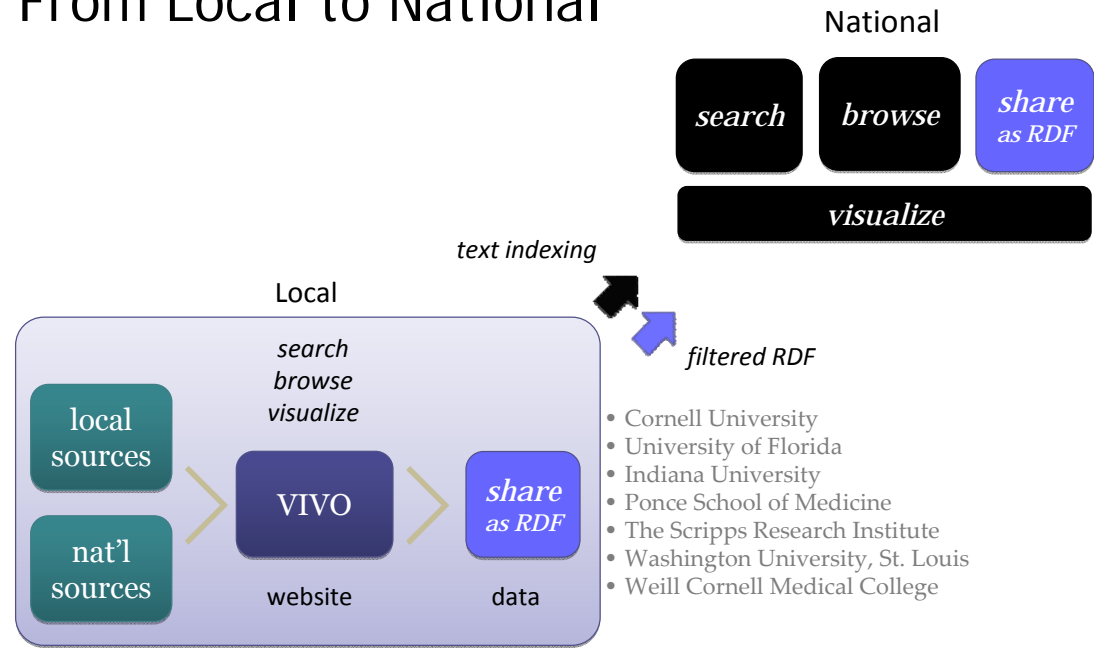 From Local to National
National
search
browse
share
as RDF
visualize
text indexing
filtered RDF
Local
search
browse
visualize
local
sources
nat'l
sources
VIVO
website
share
as RDF
data
• Cornell University
• University of Florida
• Indiana University
• Ponce School of Medicine
• The Scripps Research Institute
• Washington University, St. Louis
• Weill Cornell Medical College